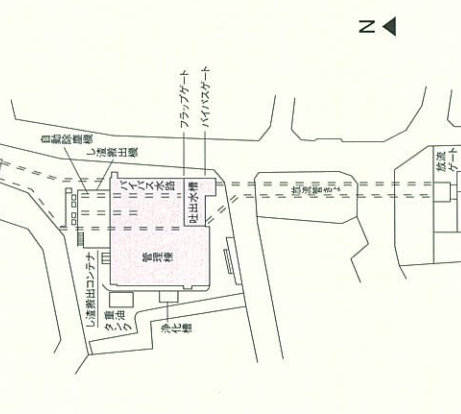 N
フラップゲート
バイパスゲート
自動除塵機
し渣搬出機
バイパス水路
吐出水槽
管理棟
し渣搬出コンテナ
重油
タンク
浄化槽
放流管きょ
放流
ゲート